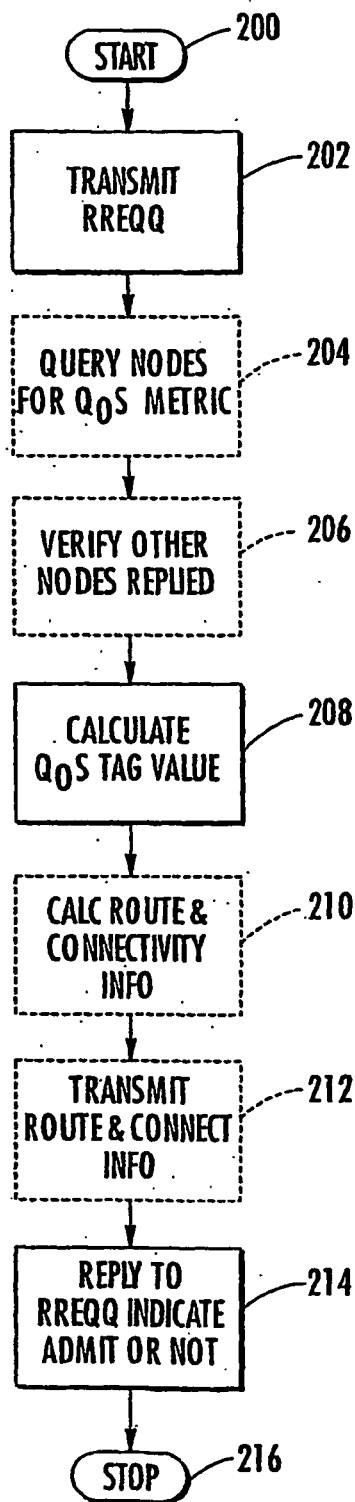 START
200
TRANSMIT
RREQQ
202
QUERY NODES
FOR QOS METRIC
204
VERIFY OTHER
NODES REPLIED
206
CALCULATE
QOS TAG VALUE
208
CALC ROUTE &
CONNECTIVITY
INFO
210
TRANSMIT
ROUTE & CONNECT
INFO
212
REPLY TO
RREQQ INDICATE
ADMIT OR NOT
214
STOP
216